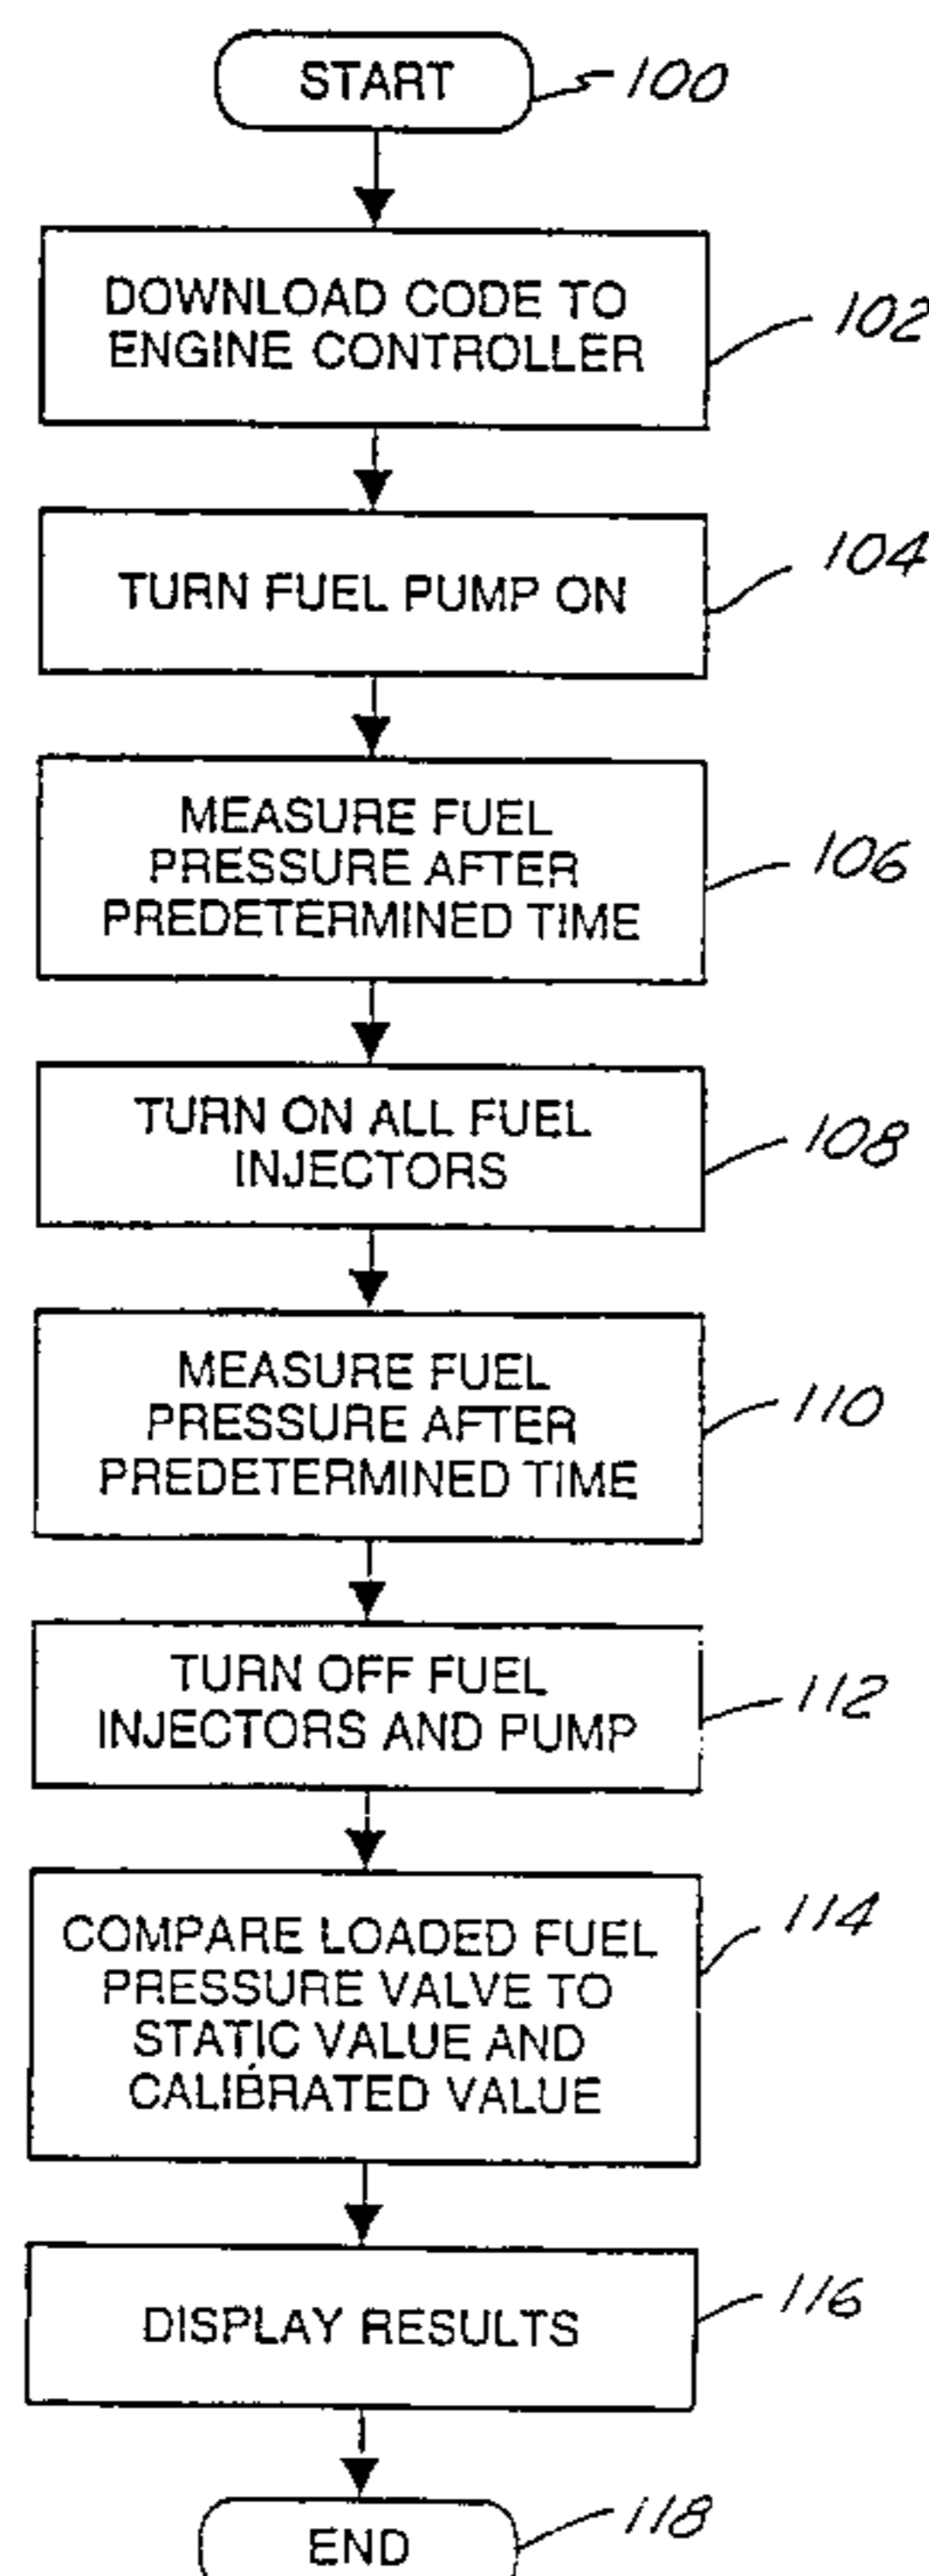 START
100
DOWNLOAD CODE TO
ENGINE CONTROLLER
102
TURN FUEL PUMP ON
104
MEASURE FUEL
PRESSURE AFTER
PREDETERMINED TIME
106
TURN ON ALL FUEL
INJECTORS
108
MEASURE FUEL
PRESSURE AFTER
PREDETERMINED TIME
110
TURN OFF FUEL
INJECTORS AND PUMP
112
COMPARE LOADED FUEL
PRESSURE VALVE TO
STATIC VALUE AND
CALIBRATED VALUE
114
DISPLAY RESULTS
116
END
118